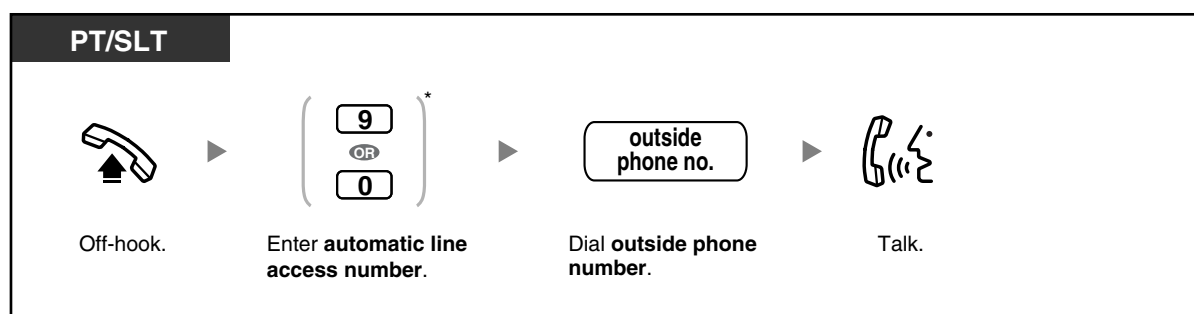 PT/SLT
9
OR
0
*
outside
phone no.
Off-hook.
Enter automatic line
access number.
Dial outside phone
number.
Talk.